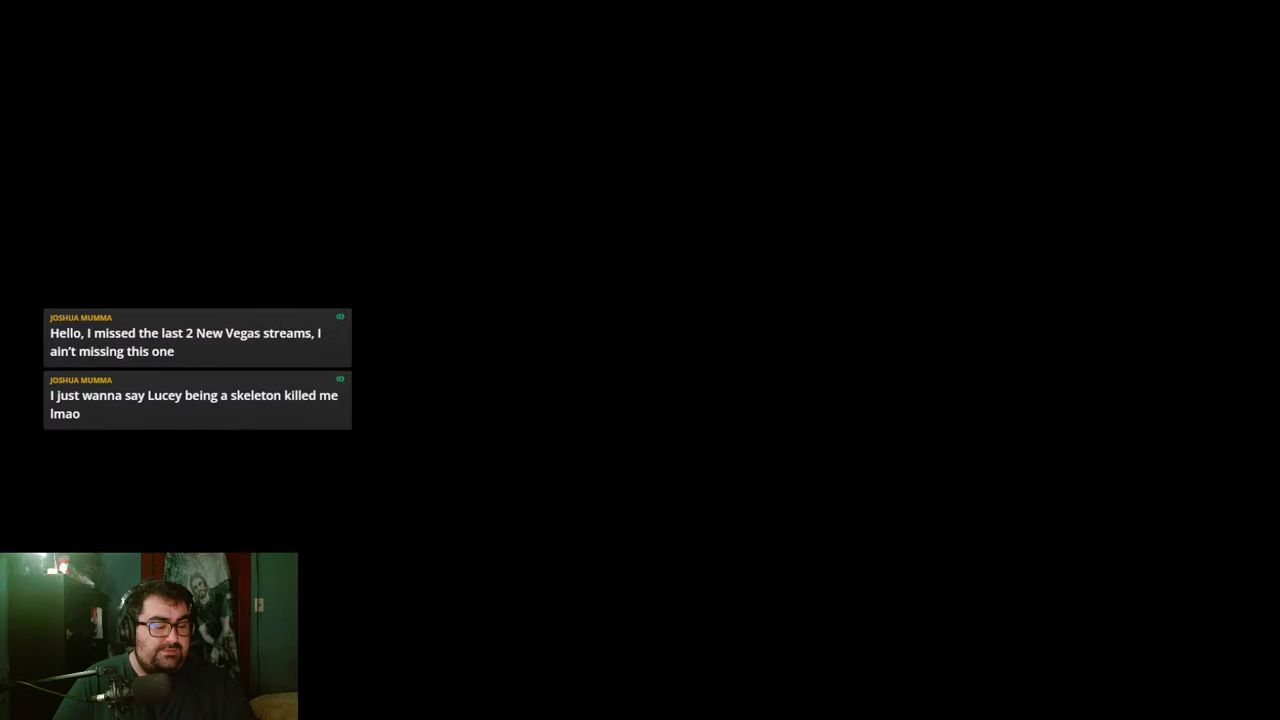 JOSHUA MUMMA
Hello, I missed the last 2 New Vegas streams, I
ain't missing this one
JOSHUA MUMMA
I just wanna say Lucey being a skeleton killed me
lmao